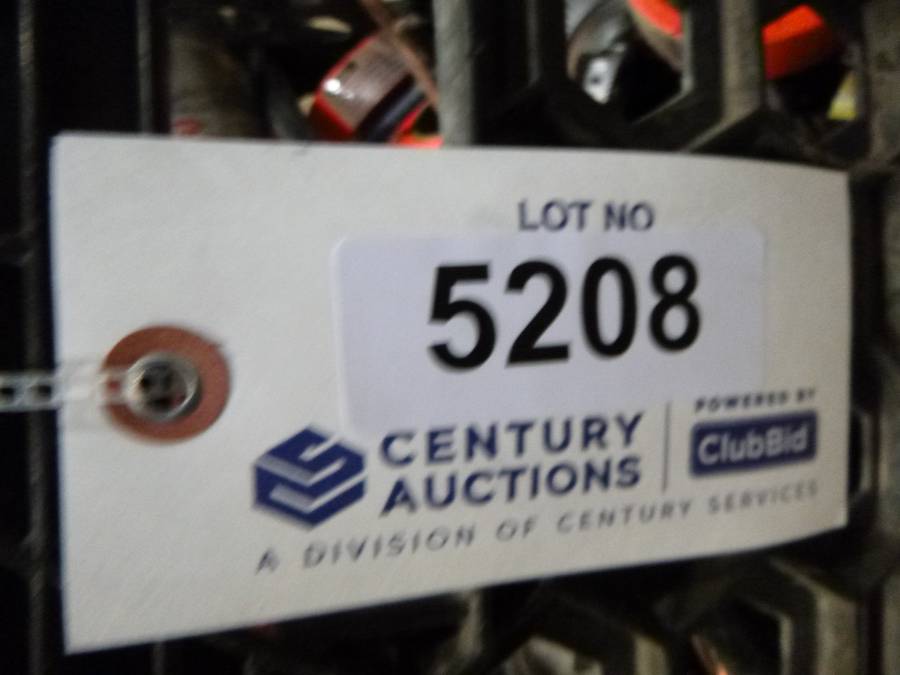 LOT NO
5208
CENTURY
AUCTIONS
POWERED BY
ClubBid
A DIVISION OF CENTURY SERVICES